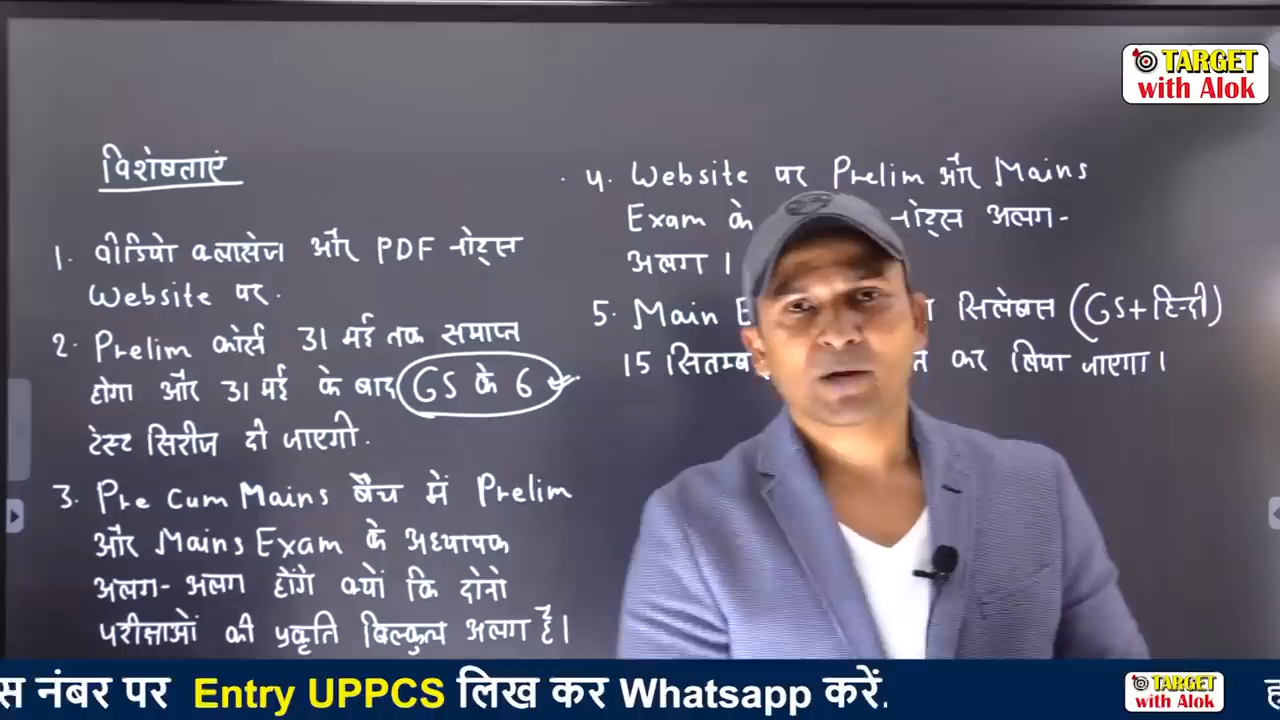 TARGET
with Alok
विशेषताएं
1. वीडियो क्लासेज और PDF नोट्स
Website पर.
2. Prelim कोर्स 31 मई तक समाप्त
होगा और 31 मई के बाद GS के 6
टेस्ट सिरीज दी जाएगी.
3. Pre Cum Mains बैच में Prelim
और Mains Exam के अध्यापक
अलग-अलग होंगे क्यों कि दोनो
परीक्षाओं की प्रकृति बिल्कुल अलग है।
4. Website पर Prelim और Mains
Exam के नोट्स अलग-
अलग।
5. Main सिलेबस (GS+हिन्दी)
15 कर लिया जाएगा।
स नंबर पर Entry UPPCS लिख कर Whatsapp करें.
TARGET
with Alok